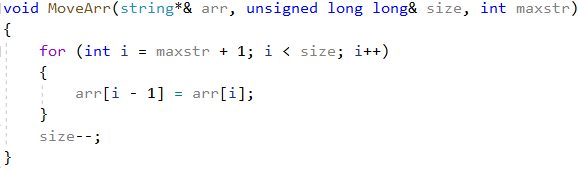 void MoveArr(string*& arr, unsigned long long& size, int maxstr)
{
    for (int i = maxstr + 1; i < size; i++)
    {
        arr[i - 1] = arr[i];
    }
    size--;
}